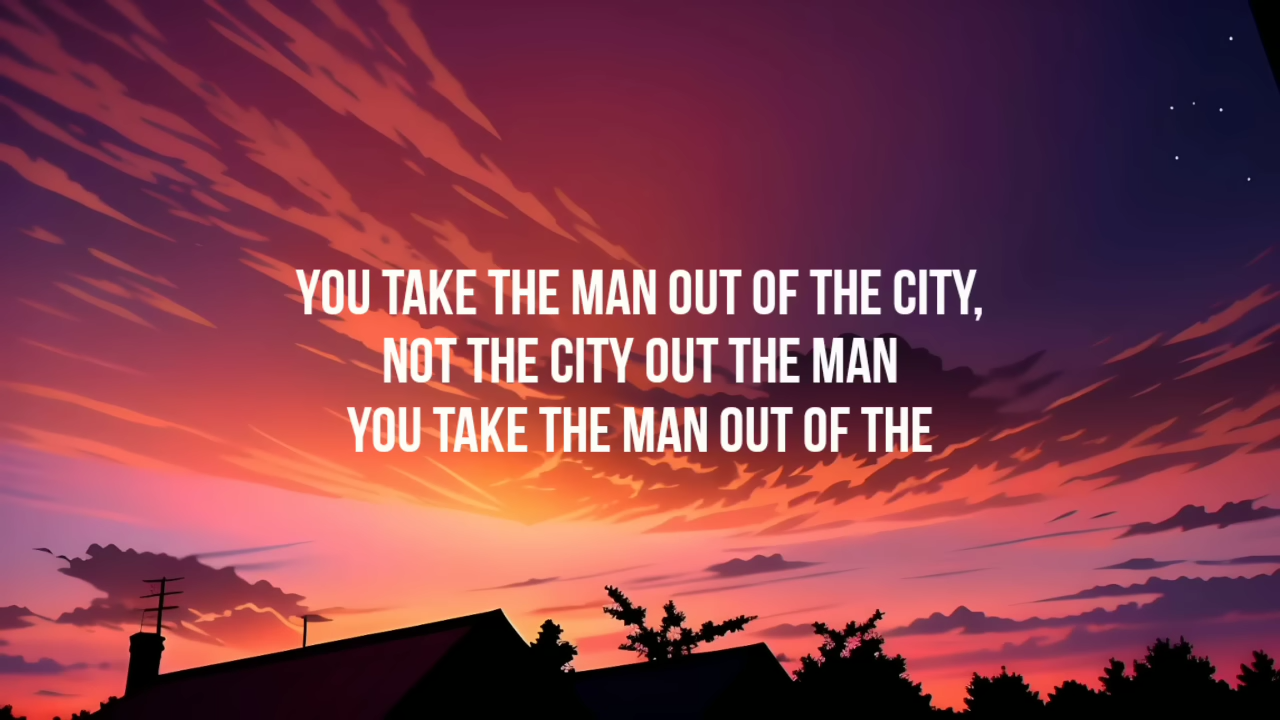 YOU TAKE THE MAN OUT OF THE CITY,
NOT THE CITY OUT THE MAN
YOU TAKE THE MAN OUT OF THE